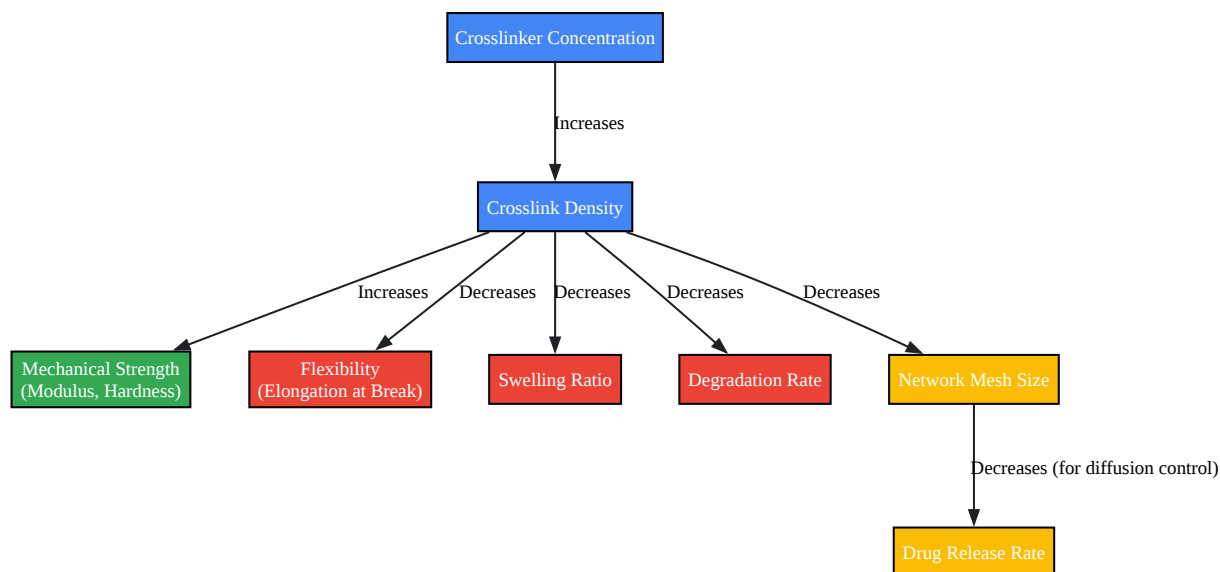 Crosslinker Concentration
Increases
Crosslink Density
Increases
Decreases
Decreases
Decreases
Decreases
Mechanical Strength
(Modulus, Hardness)
Flexibility
(Elongation at Break)
Swelling Ratio
Degradation Rate
Network Mesh Size
Decreases (for diffusion control)
Drug Release Rate